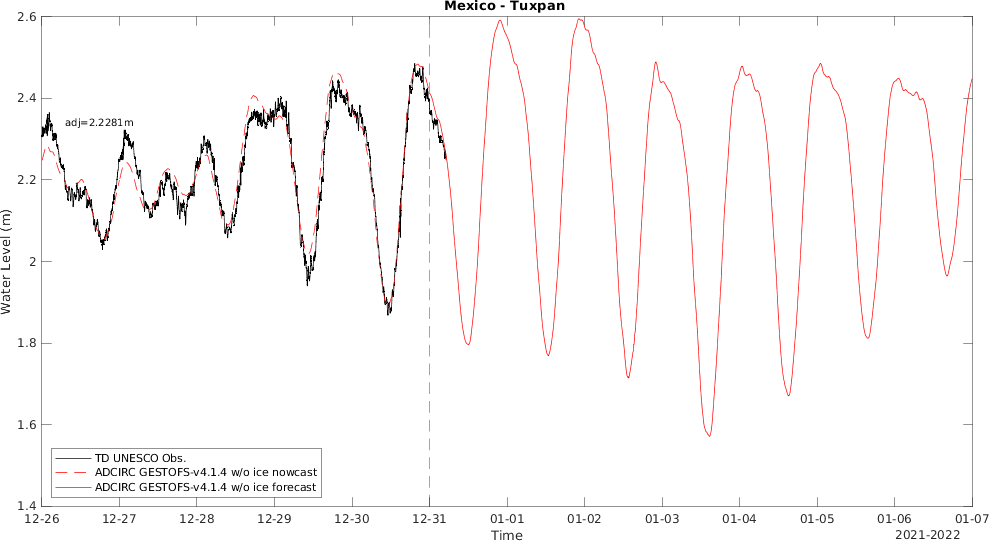 Mexico - Tuxpan
2.6
2.4
2.2
2
1.8
1.6
1.4
Water Level (m)
adj=2.2281m
TD UNESCO Obs.
ADCIRC GESTOFS-v4.1.4 w/o ice nowcast
ADCIRC GESTOFS-v4.1.4 w/o ice forecast
12-26 12-27 12-28 12-29 12-30 12-31 01-01 01-02 01-03 01-04 01-05 01-06 01-07
Time
2021-2022